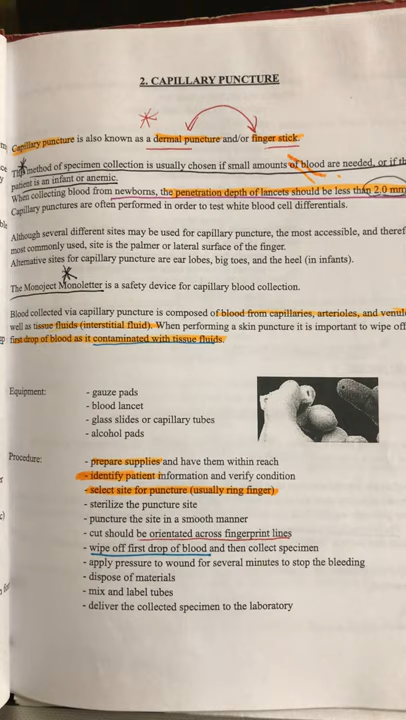 2. CAPILLARY PUNCTURE
Capillary puncture is also known as a dermal puncture and/or finger stick.
This method of specimen collection is usually chosen if small amounts of blood are needed, or if th
patient is an infant or anemic.
When collecting blood from newborns, the penetration depth of lancets should be less than 2.0 mm
Capillary punctures are often performed in order to test white blood cell differentials.
Although several different sites may be used for capillary puncture, the most accessible, and theref
most commonly used, site is the palmer or lateral surface of the finger.
Alternative sites for capillary puncture are ear lobes, big toes, and the heel (in infants).
The Monoject Monoletter is a safety device for capillary blood collection.
Blood collected via capillary puncture is composed of blood from capillaries, arterioles, and venul
well as tissue fluids (interstitial fluid). When performing a skin puncture it is important to wipe off
first drop of blood as it contaminated with tissue fluids.
Equipment:
- gauze pads
- blood lancet
- glass slides or capillary tubes
- alcohol pads
Procedure:
- prepare supplies and have them within reach
- identify patient information and verify condition
- select site for puncture (usually ring finger)
- sterilize the puncture site
- puncture the site in a smooth manner
- cut should be orientated across fingerprint lines
- wipe off first drop of blood and then collect specimen
- apply pressure to wound for several minutes to stop the bleeding
- dispose of materials
- mix and label tubes
- deliver the collected specimen to the laboratory